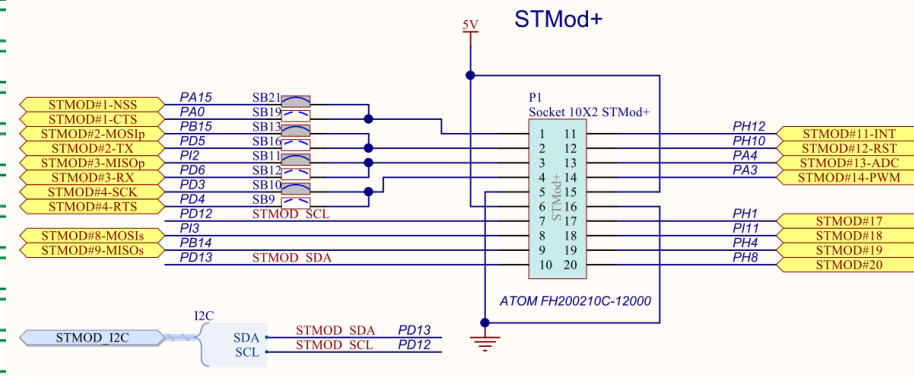 STMod+
5V
P1
Socket 10X2 STMod+
STMOD#1-NSS PA15 SB21
STMOD#1-CTS PA0 SB19
STMOD#2-MOSIp PB15 SB13
STMOD#2-TX PD5 SB16
STMOD#3-MISOp PI2 SB11
STMOD#3-RX PD6 SB12
STMOD#4-SCK PD3 SB10
STMOD#4-RTS PD4 SB9
PD12 STMOD_SCL
STMOD#8-MOSIs PI3
STMOD#9-MISOs PB14
PD13 STMOD_SDA
1 11 PH12 STMOD#11-INT
2 12 PH10 STMOD#12-RST
3 13 PA4 STMOD#13-ADC
4 14 PA3 STMOD#14-PWM
5 15
6 16
7 17 PH1 STMOD#17
8 18 PI11 STMOD#18
9 19 PH4 STMOD#19
10 20 PH8 STMOD#20
STMod+
ATOM FH200210C-12000
I2C
STMOD_I2C
SDA STMOD_SDA PD13
SCL STMOD_SCL PD12